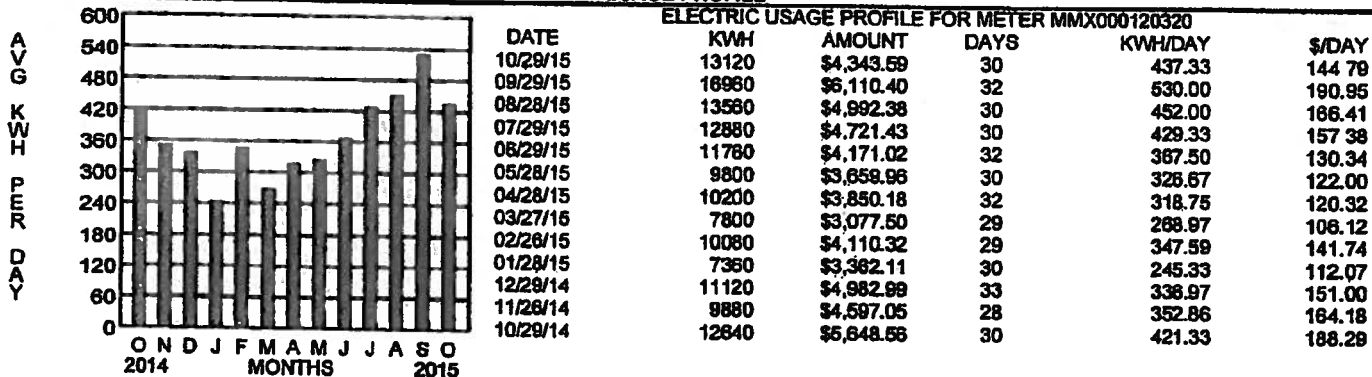 ELECTRIC USAGE PROFILE FOR METER MMX000120320
DATE KWH AMOUNT DAYS KWH/DAY $/DAY
10/29/15 13120 $4,343.59 30 437.33 144 79
09/29/15 16960 $6,110.40 32 530.00 190.95
08/28/15 13560 $4,992.38 30 452.00 166.41
07/29/15 12880 $4,721.43 30 429.33 157 38
06/29/15 11760 $4,171.02 32 367.50 130.34
05/28/15 9800 $3,659.96 30 326.67 122.00
04/28/15 10200 $3,850.18 32 318.75 120.32
03/27/15 7800 $3,077.50 29 268.97 106.12
02/26/15 10080 $4,110.32 29 347.59 141.74
01/28/15 7360 $3,362.11 30 245.33 112.07
12/29/14 11120 $4,982.99 33 336.97 151.00
11/26/14 9880 $4,597.05 28 352.86 164.18
10/29/14 12640 $5,648.56 30 421.33 188.29
AVG KWH PER DAY
600
540
480
420
360
300
240
180
120
60
0
O N D J F M A M J J A S O
2014 MONTHS 2015